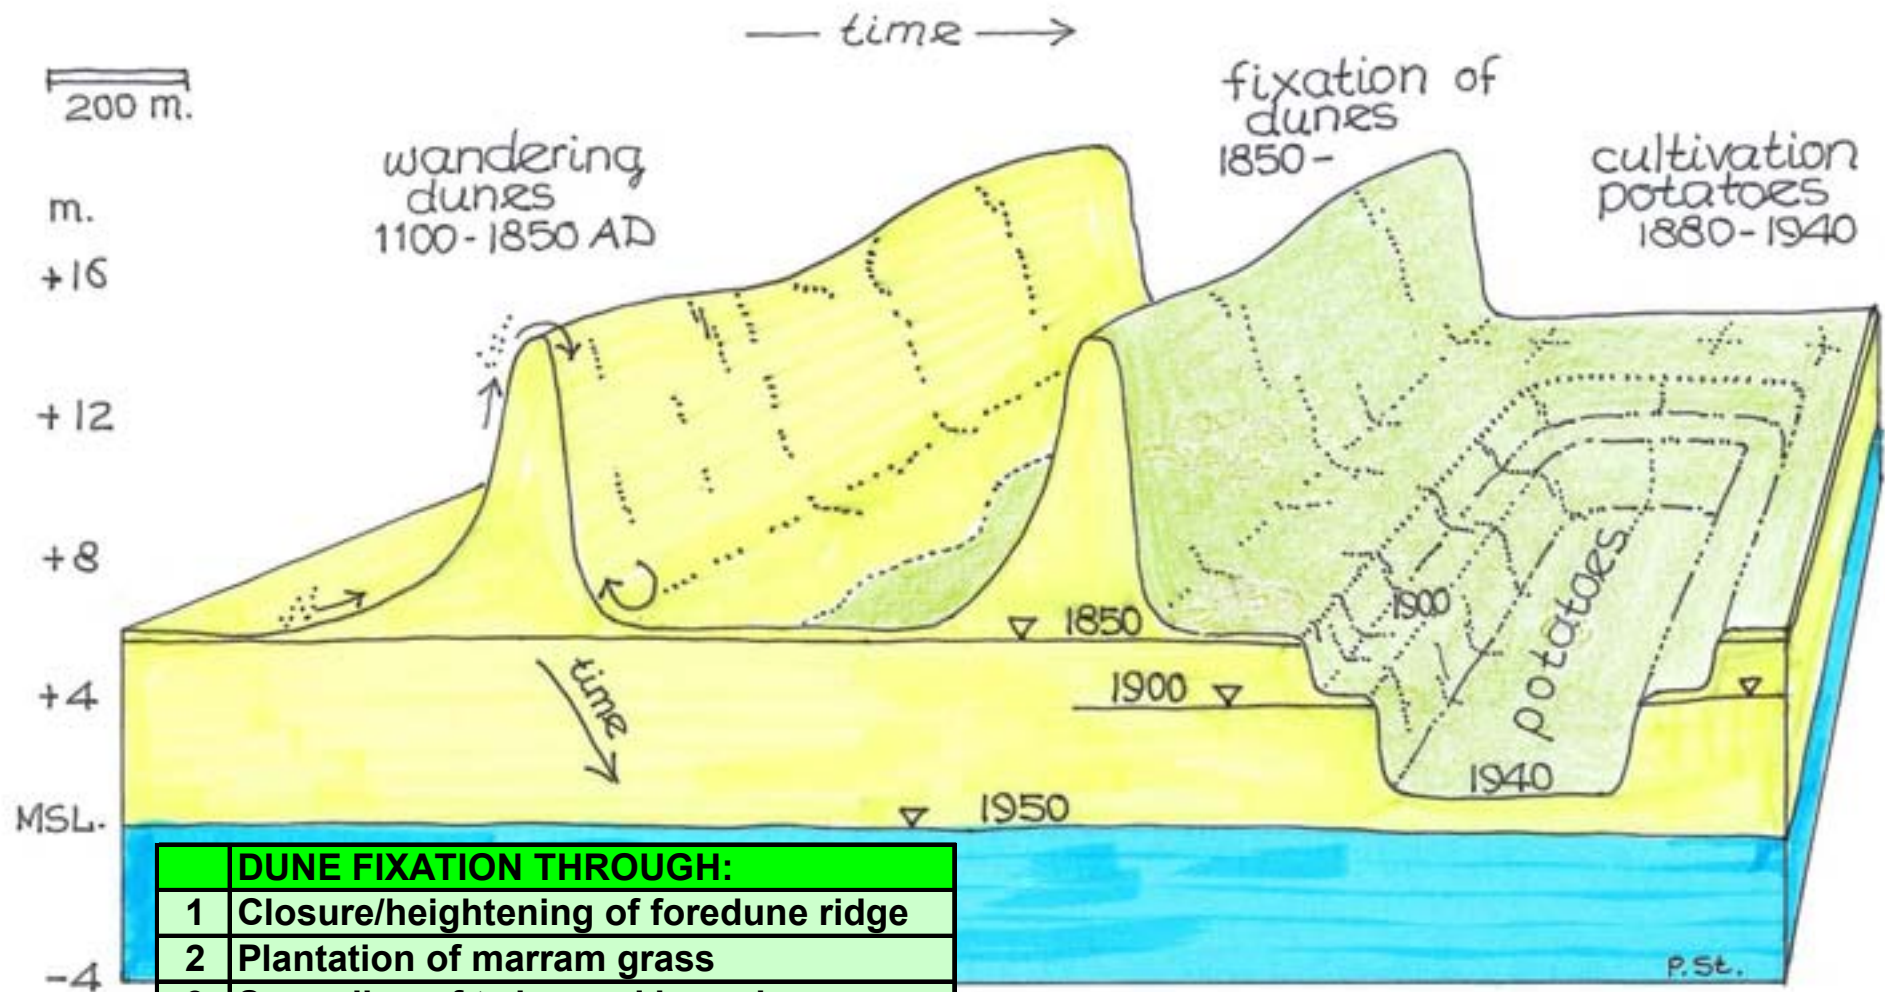 — time →
200 m.
fixation of
dunes
1850-
wandering
dunes
1100-1850 AD
cultivation
potatoes
1880-1940
m.
+16
+12
+8
+4
MSL.
-4
1850
1900
1900
potatoes
time
1940
1950
DUNE FIXATION THROUGH:
1 Closure/heightening of foredune ridge
2 Plantation of marram grass
P.St.